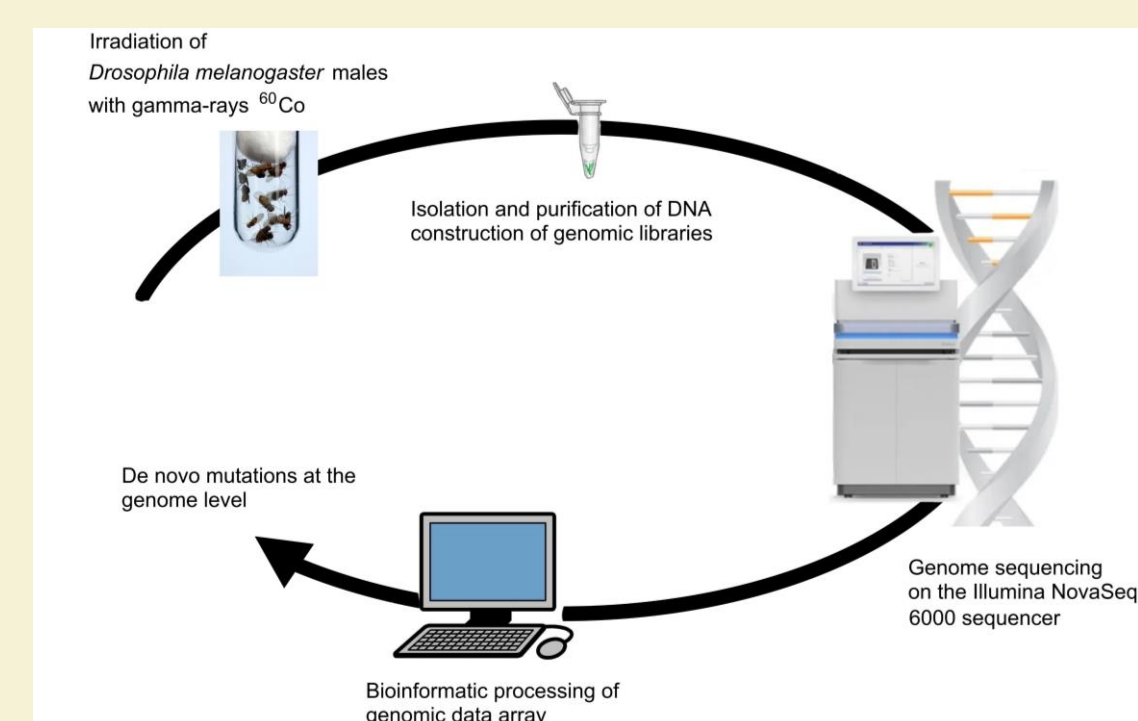 Irradiation of
Drosophila melanogaster males
with gamma-rays ⁶⁰Co
Isolation and purification of DNA
construction of genomic libraries
Genome sequencing
on the Illumina NovaSeq
6000 sequencer
Bioinformatic processing of
genomic data array
De novo mutations at the
genome level